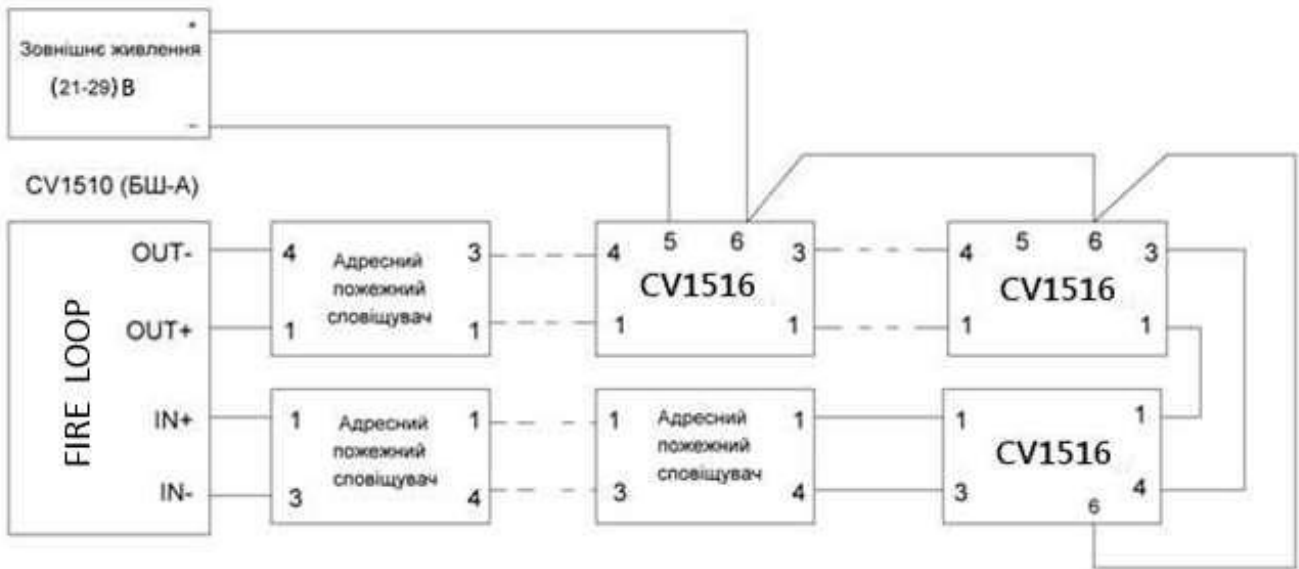 +
Зовнішнє живлення
(21-29) В
-
CV1510 (БШ-А)
FIRE LOOP
OUT-
OUT+
IN+
IN-
4
Адресний
пожежний
сповіщувач
3
1
1
4
5
6
3
CV1516
1
1
4
5
6
3
CV1516
1
1
1
Адресний
пожежний
сповіщувач
1
3
4
1
Адресний
пожежний
сповіщувач
1
3
4
1
1
CV1516
3
4
6